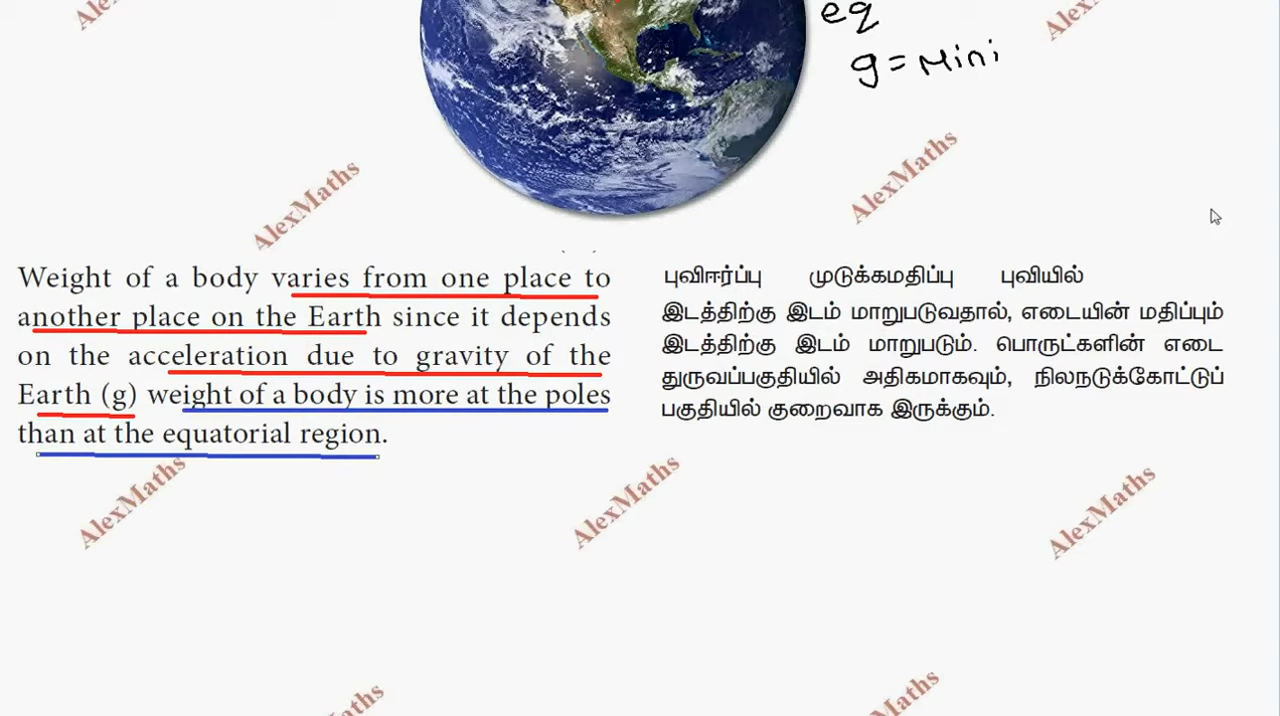 eq
g = Mini
AlexMaths
AlexMaths
Weight of a body varies from one place to
another place on the Earth since it depends
on the acceleration due to gravity of the
Earth (g) weight of a body is more at the poles
than at the equatorial region.
புவிஈர்ப்பு முடுக்கமதிப்பு புவியில்
இடத்திற்கு இடம் மாறுபடுவதால், எடையின் மதிப்பும்
இடத்திற்கு இடம் மாறுபடும். பொருட்களின் எடை
துருவப்பகுதியில் அதிகமாகவும், நிலநடுக்கோட்டுப்
பகுதியில் குறைவாக இருக்கும்.
AlexMaths
AlexMaths
AlexMaths